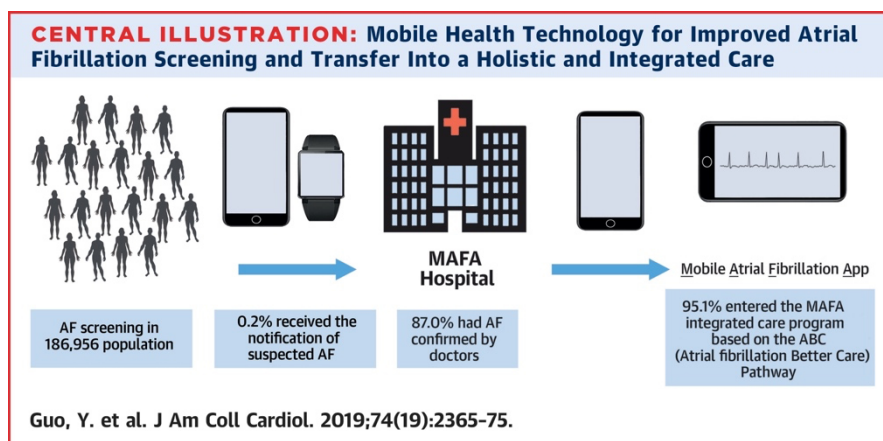 CENTRAL ILLUSTRATION: Mobile Health Technology for Improved Atrial
Fibrillation Screening and Transfer Into a Holistic and Integrated Care
MAFA
Hospital
Mobile Atrial Fibrillation App
AF screening in
186,956 population
0.2% received the
notification of
suspected AF
87.0% had AF
confirmed by
doctors
95.1% entered the MAFA
integrated care program
based on the ABC
(Atrial fibrillation Better Care)
Pathway
Guo, Y. et al. J Am Coll Cardiol. 2019;74(19):2365-75.